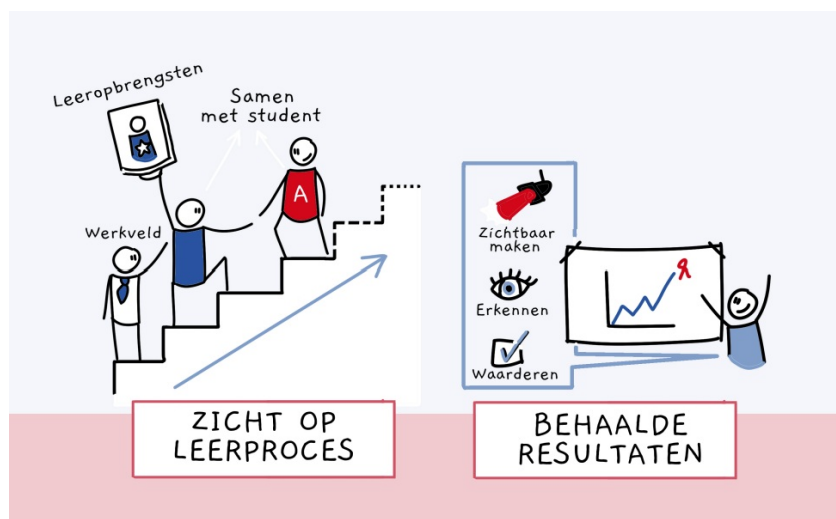 Leeropbrengsten
Samen
met student
Werkveld
A
ZICHT OP
LEERPROCES
Zichtbaar
maken
Erkennen
Waarderen
BEHAALDE
RESULTATEN